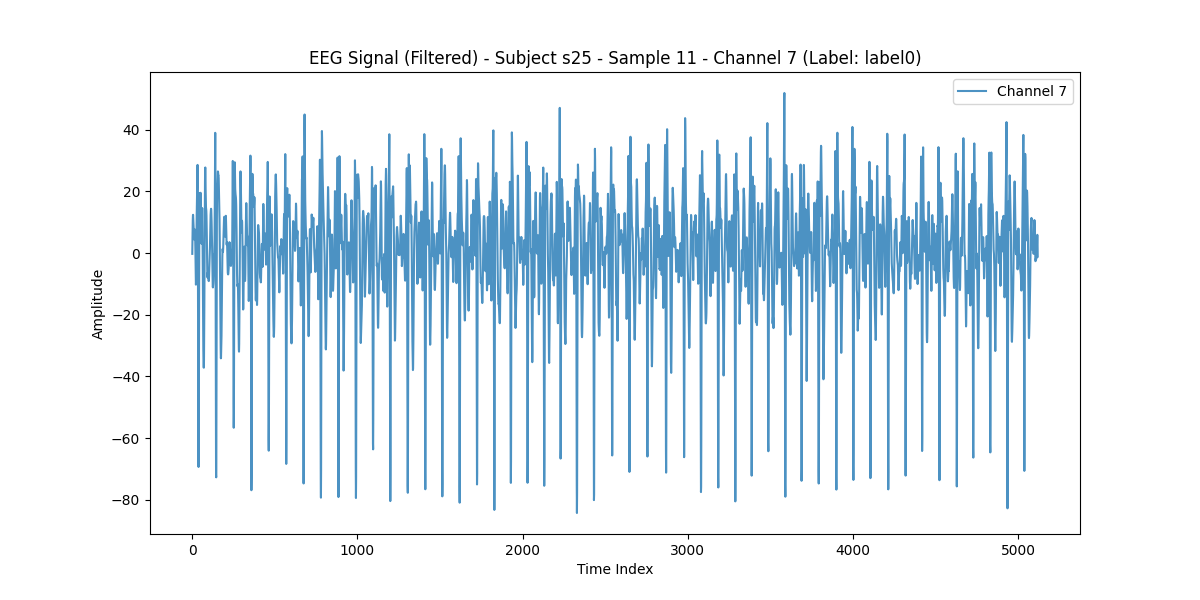 EEG Signal (Filtered) - Subject s25 - Sample 11 - Channel 7 (Label: label0)
Channel 7
40
20
0
−20
−40
−60
−80
Amplitude
0 1000 2000 3000 4000 5000
Time Index